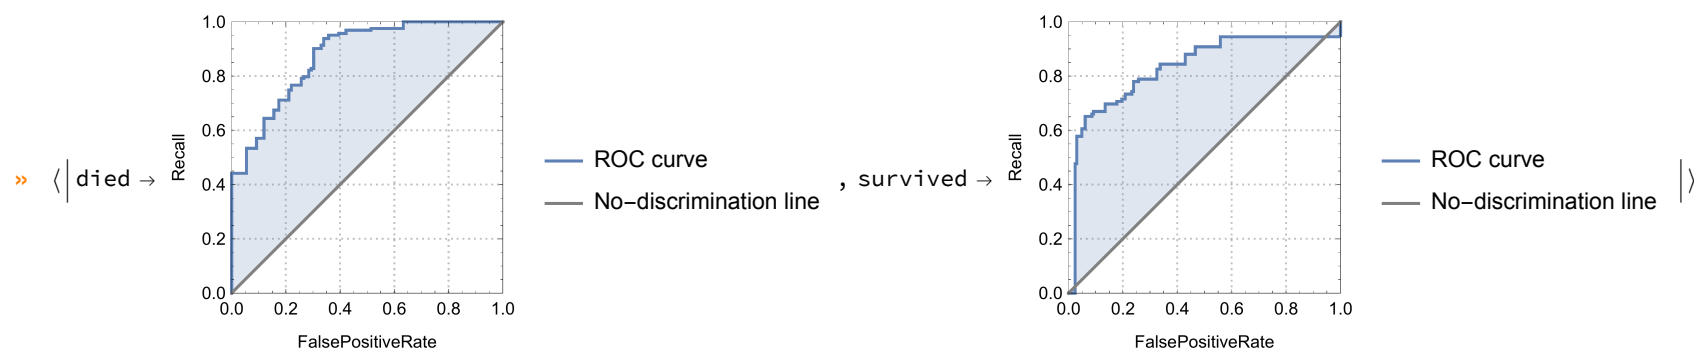 » ⟨| died → , survived → |⟩
Recall
1.0
0.8
0.6
0.4
0.2
0.0
0.0 0.2 0.4 0.6 0.8 1.0
FalsePositiveRate
ROC curve
No−discrimination line
Recall
1.0
0.8
0.6
0.4
0.2
0.0
0.0 0.2 0.4 0.6 0.8 1.0
FalsePositiveRate
ROC curve
No−discrimination line